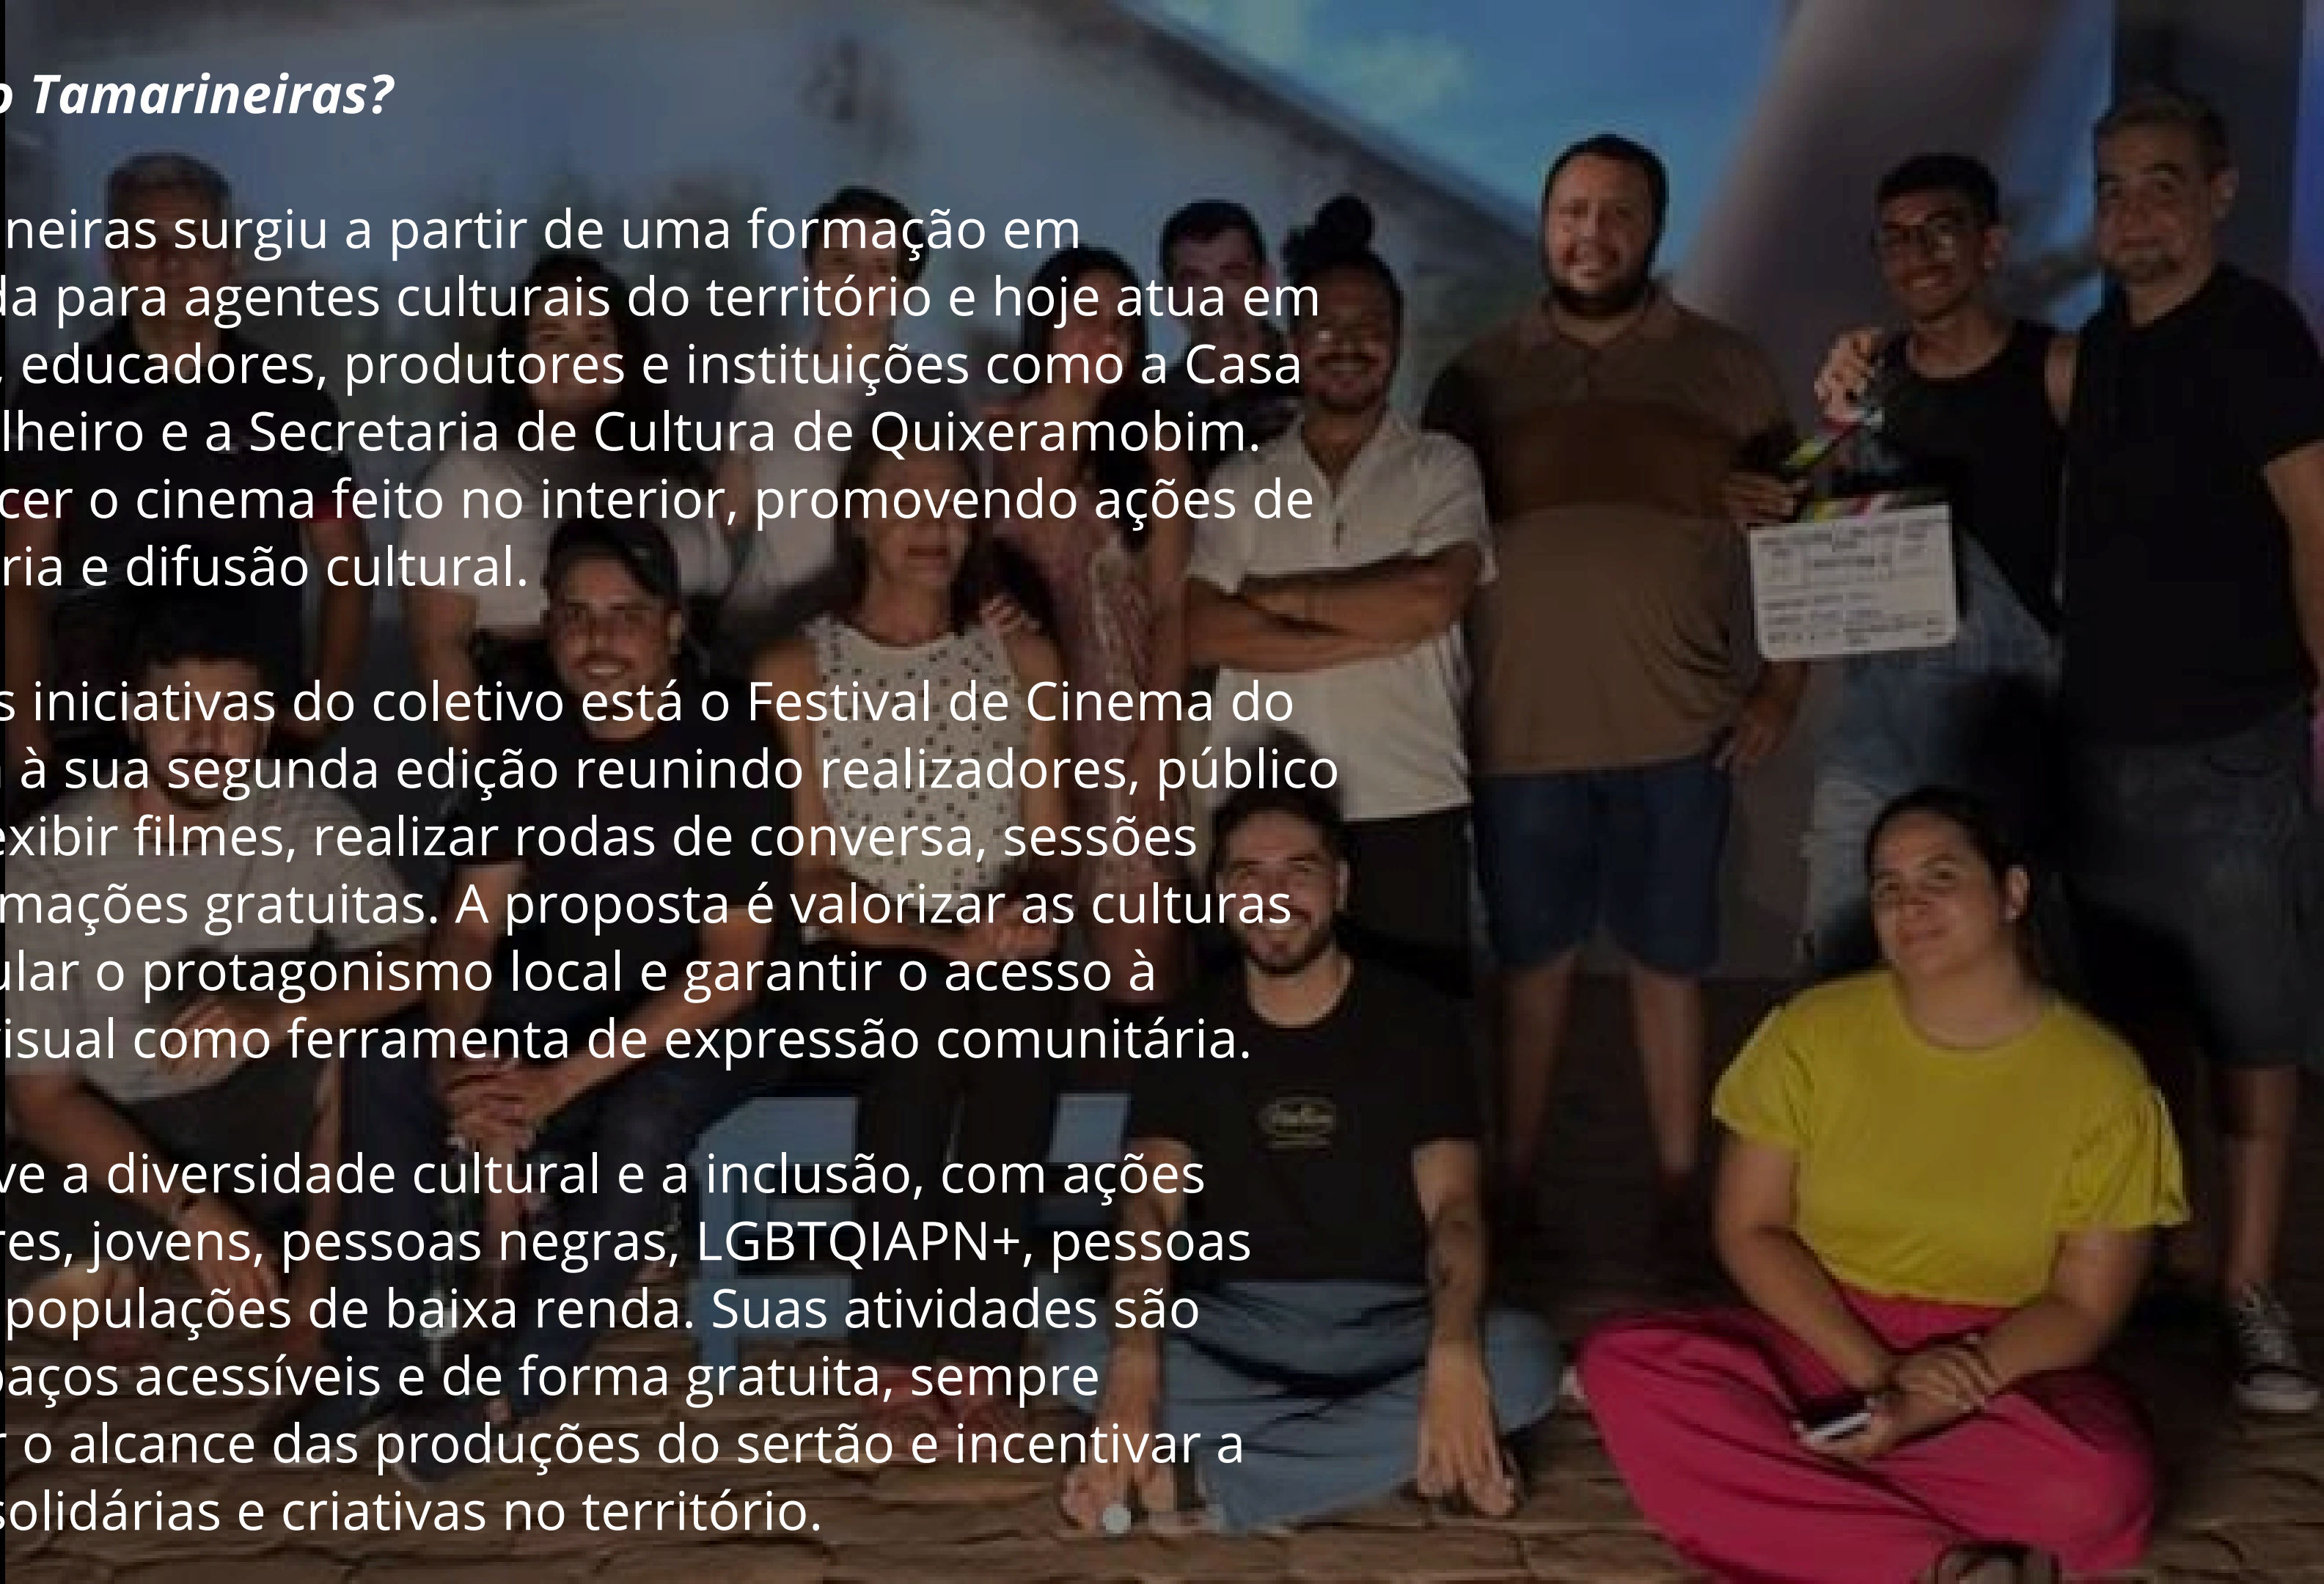 o Tamarineiras?
neiras surgiu a partir de uma formação em
da para agentes culturais do território e hoje atua em
, educadores, produtores e instituições como a Casa
lheiro e a Secretaria de Cultura de Quixeramobim.
cer o cinema feito no interior, promovendo ações de
ria e difusão cultural.
s iniciativas do coletivo está o Festival de Cinema do
à sua segunda edição reunindo realizadores, público
exibir filmes, realizar rodas de conversa, sessões
mações gratuitas. A proposta é valorizar as culturas
ular o protagonismo local e garantir o acesso à
visual como ferramenta de expressão comunitária.
ve a diversidade cultural e a inclusão, com ações
res, jovens, pessoas negras, LGBTQIAPN+, pessoas
populações de baixa renda. Suas atividades são
paços acessíveis e de forma gratuita, sempre
r o alcance das produções do sertão e incentivar a
solidárias e criativas no território.